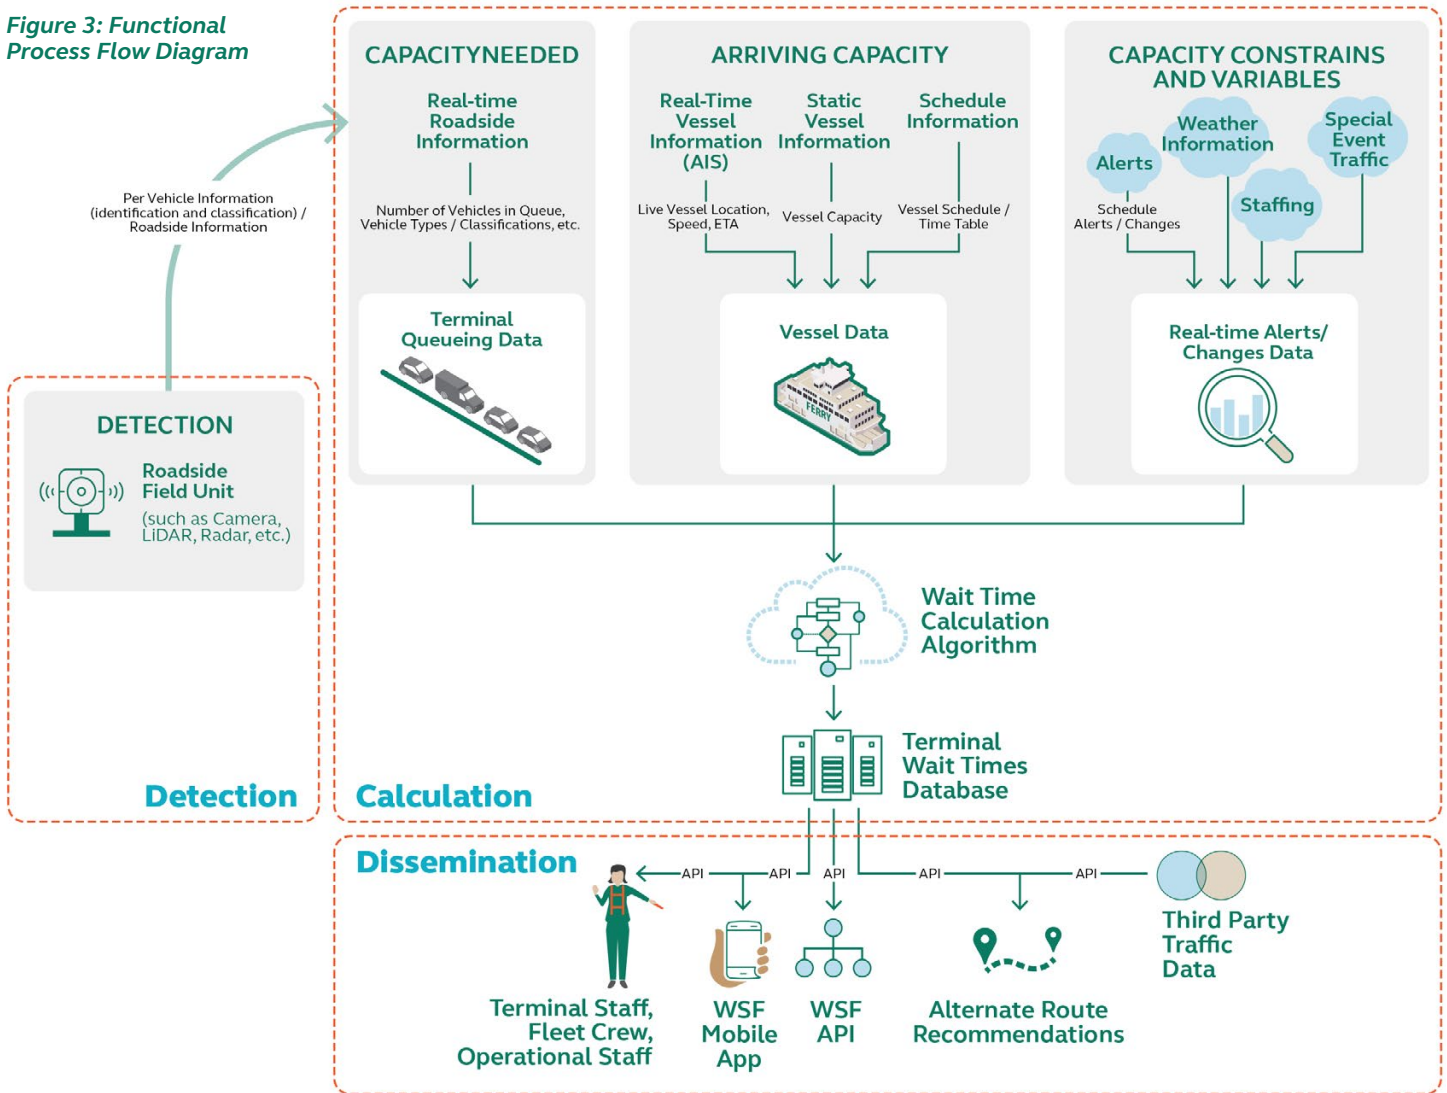 Figure 3: Functional
Process Flow Diagram
Per Vehicle Information
(identification and classification) /
Roadside Information
DETECTION
Roadside
Field Unit
(such as Camera,
LiDAR, Radar, etc.)
Detection
CAPACITYNEEDED
Real-time
Roadside
Information
Number of Vehicles in Queue,
Vehicle Types / Classifications, etc.
Terminal
Queueing Data
ARRIVING CAPACITY
Real-Time
Vessel
Information
(AIS)
Static
Vessel
Information
Schedule
Information
Live Vessel Location,
Speed, ETA
Vessel Capacity
Vessel Schedule /
Time Table
Vessel Data
FERRY
CAPACITY CONSTRAINS
AND VARIABLES
Alerts
Weather
Information
Staffing
Special
Event
Traffic
Schedule
Alerts / Changes
Real-time Alerts/
Changes Data
Wait Time
Calculation
Algorithm
Terminal
Wait Times
Database
Calculation
Dissemination
API
API
API
API
API
Terminal Staff,
Fleet Crew,
Operational Staff
WSF
Mobile
App
WSF
API
Alternate Route
Recommendations
Third Party
Traffic
Data